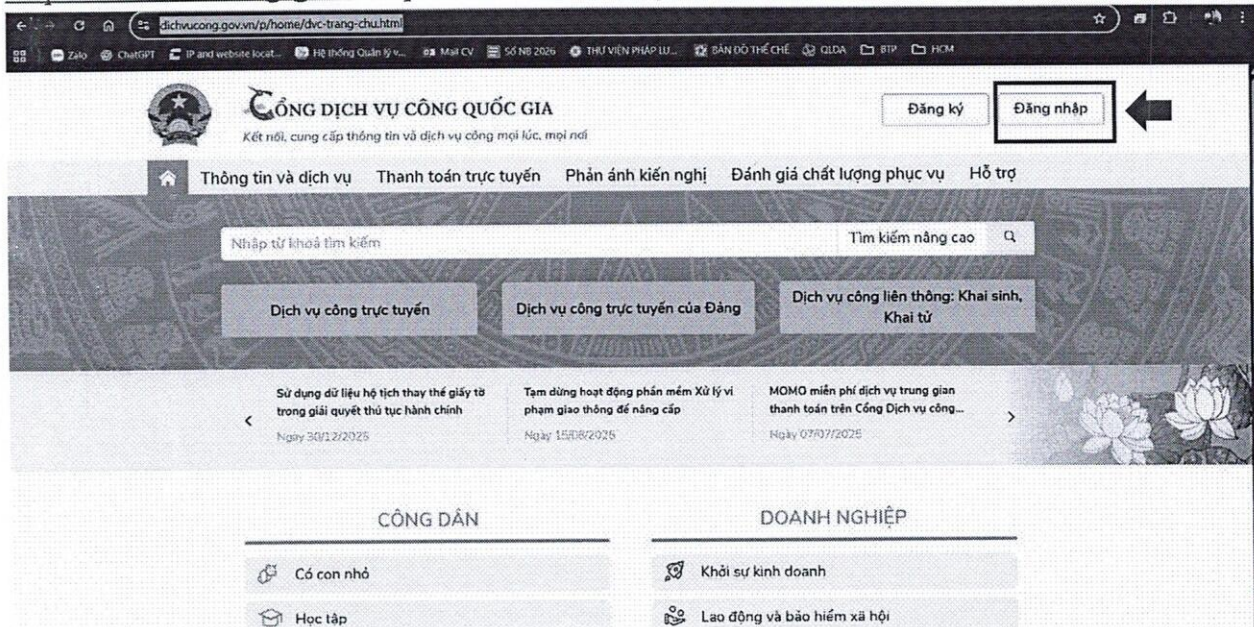 dichvucong.gov.vn/p/home/dvc-trang-chu.html
Zalo ChatGPT IP and website locat... Hệ thống Quản lý v... Mail CV Số NB 2026 THƯ VIỆN PHÁP LU... BẢN ĐỒ THỂ CHẾ QLDA BTP HCM
CỔNG DỊCH VỤ CÔNG QUỐC GIA
Kết nối, cung cấp thông tin và dịch vụ công mọi lúc, mọi nơi
Đăng ký Đăng nhập
Thông tin và dịch vụ Thanh toán trực tuyến Phản ánh kiến nghị Đánh giá chất lượng phục vụ Hỗ trợ
Nhập từ khoá tìm kiếm Tìm kiếm nâng cao
Dịch vụ công trực tuyến Dịch vụ công trực tuyến của Đảng Dịch vụ công liên thông: Khai sinh,
Khai tử
Sử dụng dữ liệu hộ tịch thay thế giấy tờ
trong giải quyết thủ tục hành chính
Ngày 30/12/2025
Tạm dừng hoạt động phần mềm Xử lý vi
phạm giao thông để nâng cấp
Ngày 15/08/2025
MOMO miễn phí dịch vụ trung gian
thanh toán trên Cổng Dịch vụ công...
Ngày 07/07/2025
CÔNG DÂN DOANH NGHIỆP
Có con nhỏ Khởi sự kinh doanh
Học tập Lao động và bảo hiểm xã hội